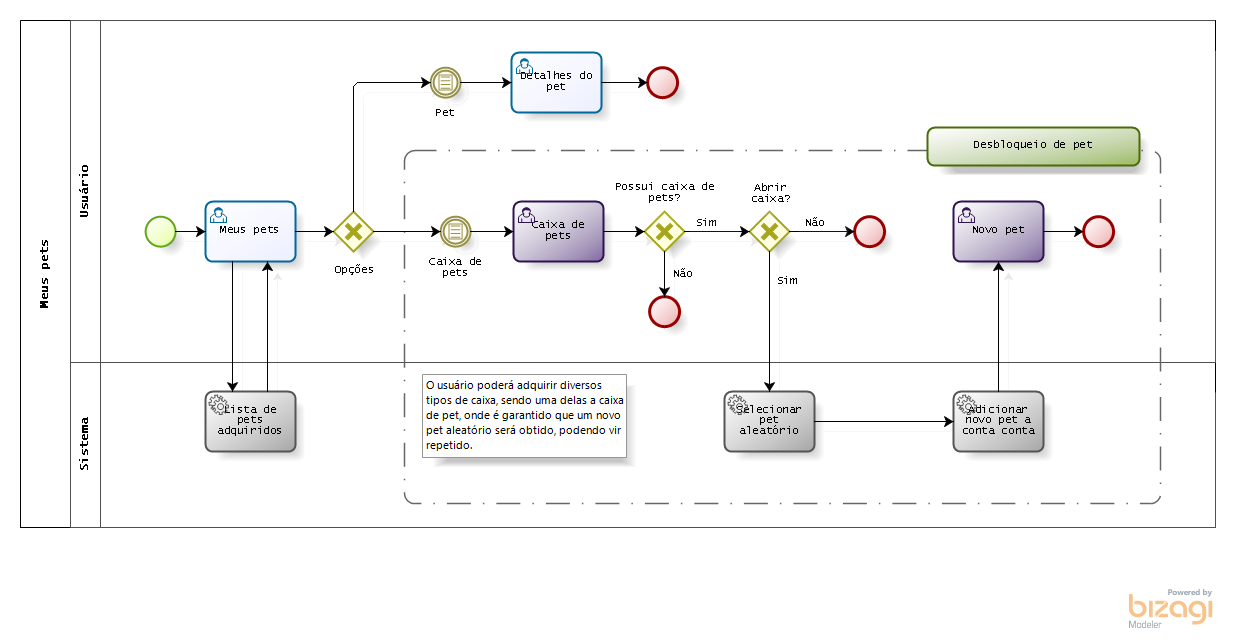 Meus pets
Usuário
Sistema
Pet
Detalhes do
pet
Desbloqueio de pet
Meus pets
Opções
Caixa de
pets
Caixa de
pets
Possui caixa de
pets?
Sim
Não
Abrir
caixa?
Não
Sim
Novo pet
Lista de
pets
adquiridos
O usuário poderá adquirir diversos
tipos de caixa, sendo uma delas a caixa
de pet, onde é garantido que um novo
pet aleatório será obtido, podendo vir
repetido.
Selecionar
pet
aleatório
Adicionar
novo pet a
conta conta
Powered by
bizagi
Modeler